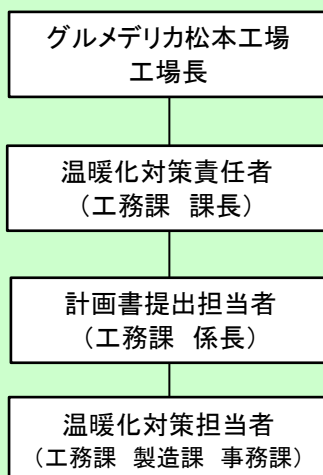 グルメデリカ松本工場
工場長
温暖化対策責任者
（工務課　課長）
計画書提出担当者
（工務課　係長）
温暖化対策担当者
（工務課　製造課　事務課）